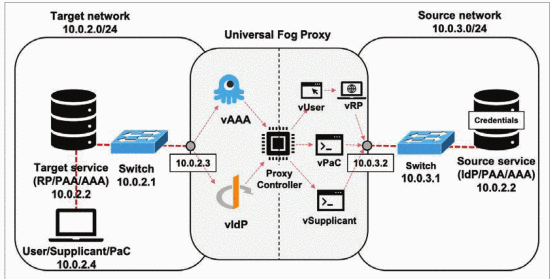 Target network
10.0.2.0/24
Universal Fog Proxy
Source network
10.0.3.0/24
vAAA
vUser
vRP
Credentials
Target service
(RP/PAA/AAA)
10.0.2.2
Switch
10.0.2.1
10.0.2.3
Proxy
Controller
vPaC
10.0.3.2
Switch
10.0.3.1
Source service
(IdP/PAA/AAA)
10.0.2.2
vIdP
vSupplicant
User/Supplicant/PaC
10.0.2.4